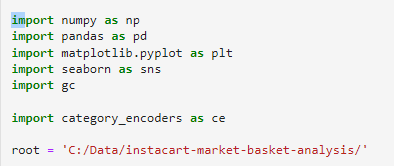 import numpy as np
import pandas as pd
import matplotlib.pyplot as plt
import seaborn as sns
import gc
import category_encoders as ce
root = 'C:/Data/instacart-market-basket-analysis/'